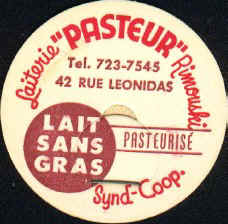 Laiterie "PASTEUR" Rimouski
Tel. 723-7545
42 RUE LEONIDAS
LAIT
SANS
GRAS
PASTEURISÉ
Synd-Coop.